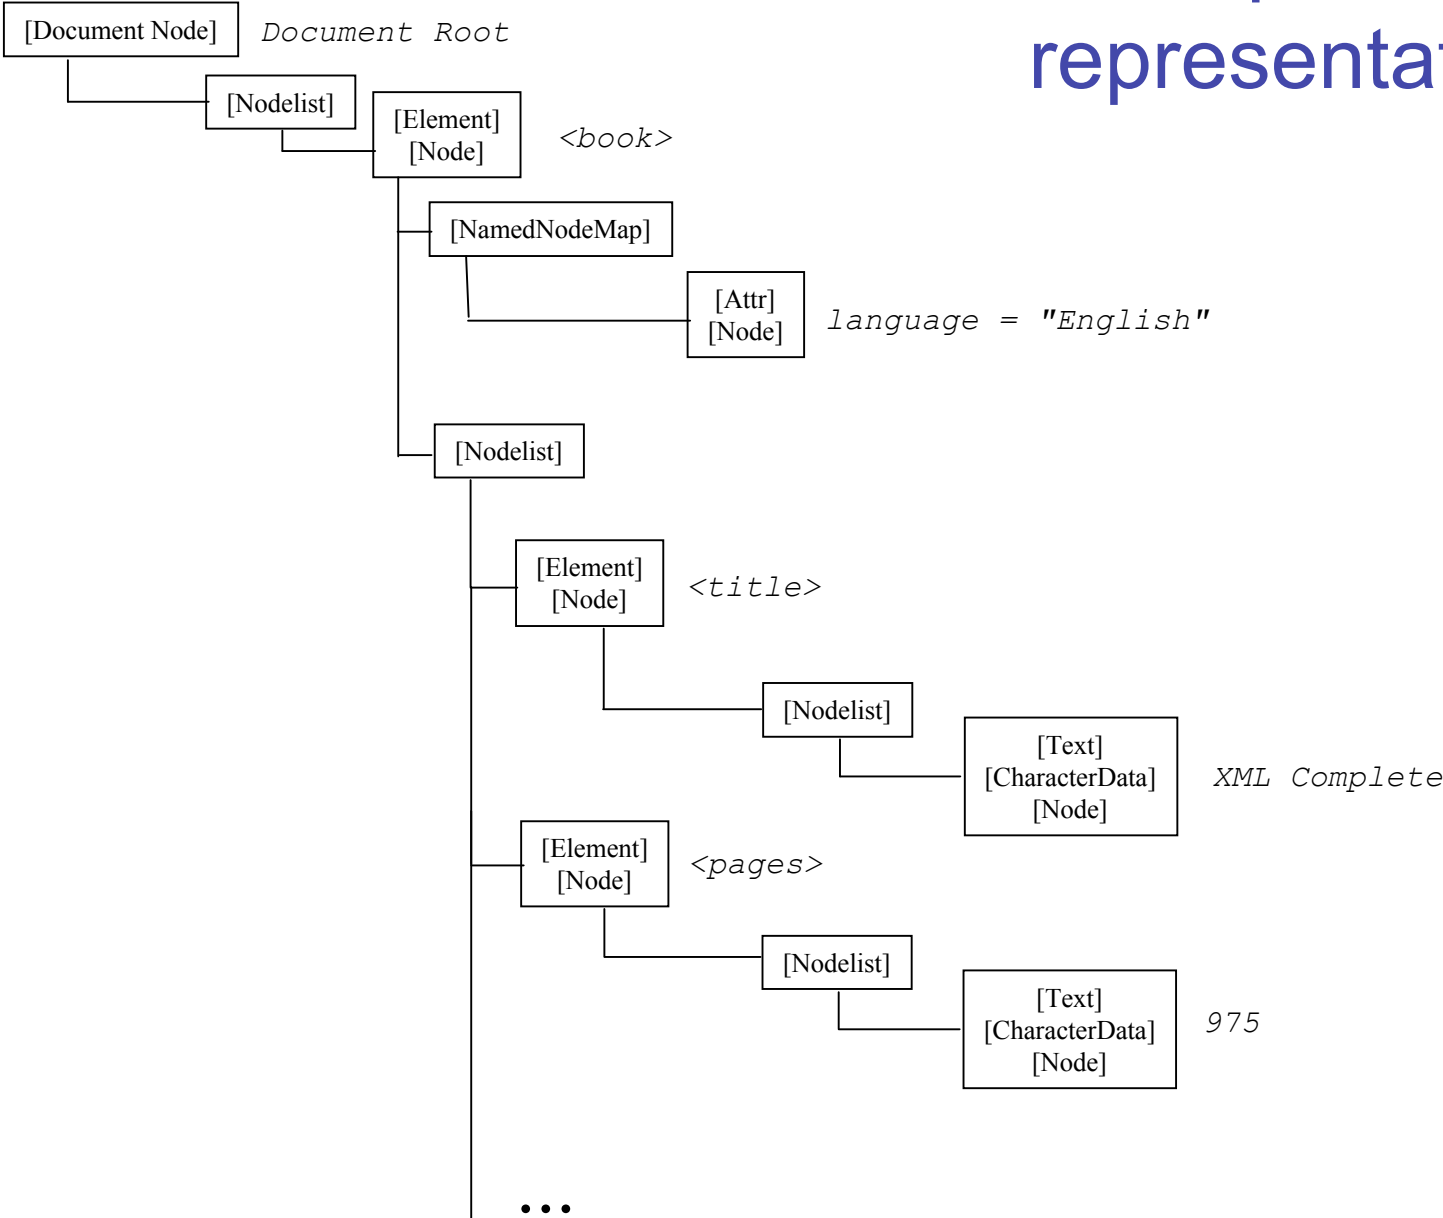 representa
[Document Node] Document Root
[Nodelist]
[Element]
[Node]
<book>
[NamedNodeMap]
[Attr]
[Node]
language = "English"
[Nodelist]
[Element]
[Node]
<title>
[Nodelist]
[Text]
[CharacterData]
[Node]
XML Complete
[Element]
[Node]
<pages>
[Nodelist]
[Text]
[CharacterData]
[Node]
975
...